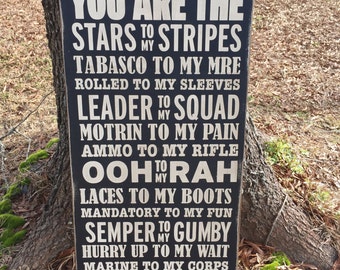 YOU ARE THE
STARS TO MY STRIPES
TABASCO TO MY MRE
ROLLED TO MY SLEEVES
LEADER TO MY SQUAD
MOTRIN TO MY PAIN
AMMO TO MY RIFLE
OOH TO MY RAH
LACES TO MY BOOTS
MANDATORY TO MY FUN
SEMPER TO MY GUMBY
HURRY UP TO MY WAIT
MARINE TO MY CORPS